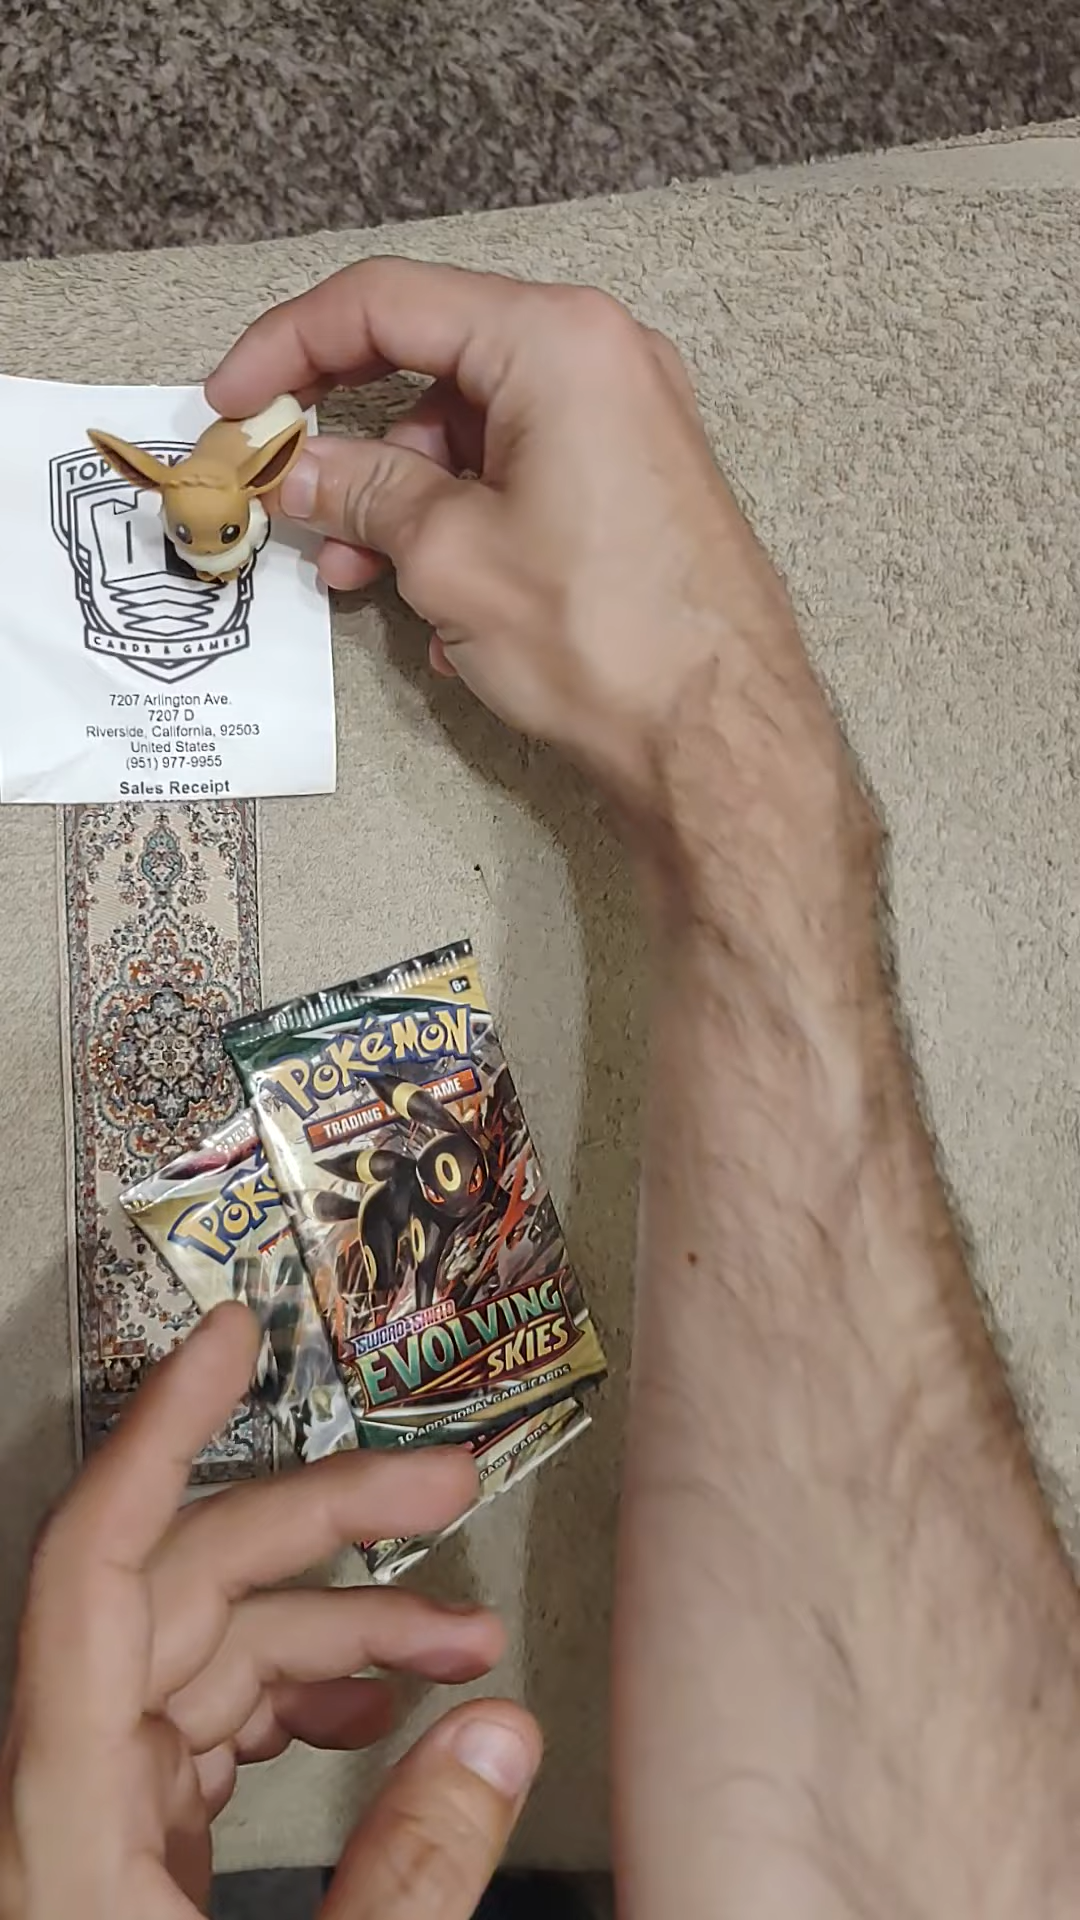 TOP
CARDS & GAMES
7207 Arlington Ave.
7207 D
Riverside, California, 92503
United States
(951) 977-9955
Sales Receipt
6+
POKéMON
TRADING GAME
POKé
SWORD & SHIELD
EVOLVING
SKIES
10 ADDITIONAL GAME CARDS
GAME CARDS